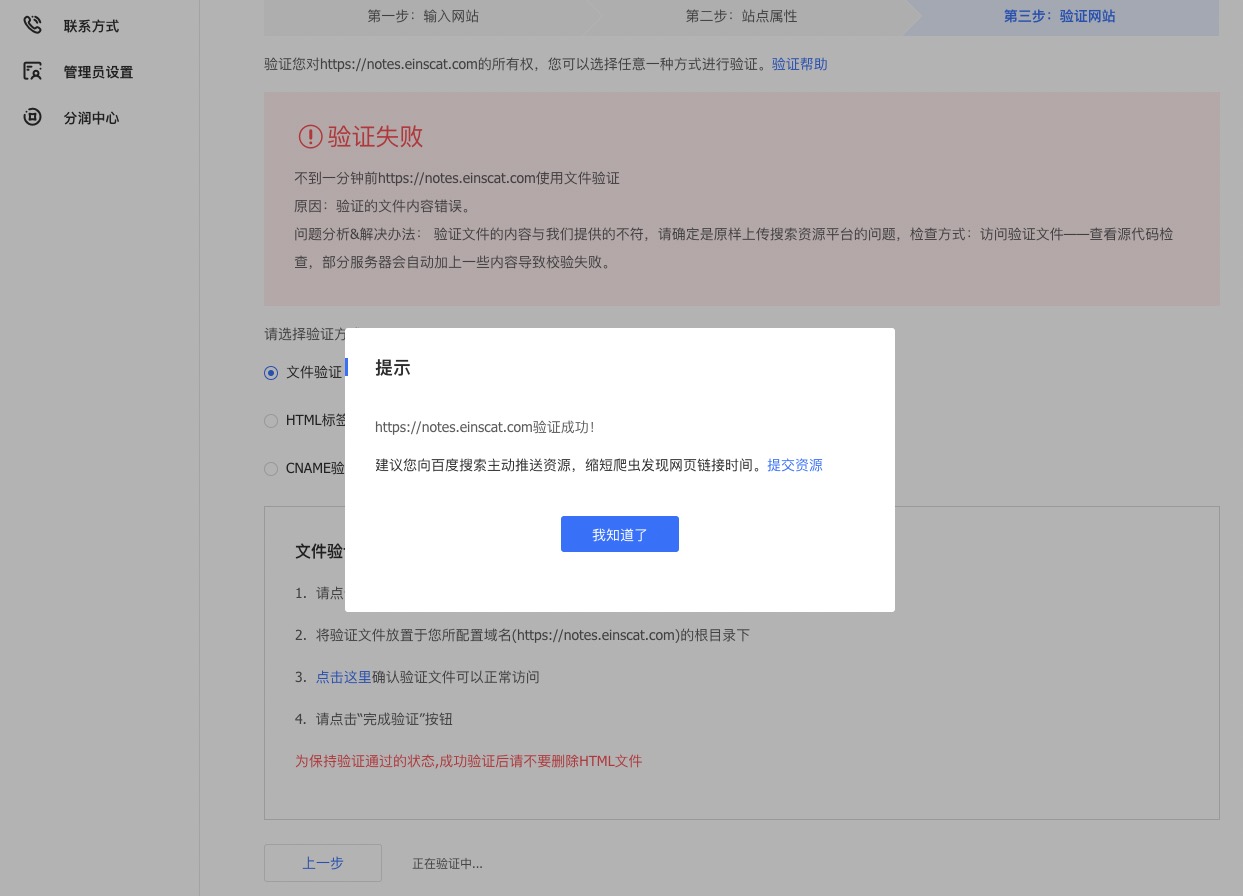 联系方式
管理员设置
分润中心
第一步：输入网站
第二步：站点属性
第三步：验证网站
验证您对https://notes.einscat.com的所有权，您可以选择任意一种方式进行验证。验证帮助
验证失败
不到一分钟前https://notes.einscat.com使用文件验证
原因：验证的文件内容错误。
问题分析&解决办法： 验证文件的内容与我们提供的不符，请确定是原样上传搜索资源平台的问题，检查方式：访问验证文件——查看源代码检
查，部分服务器会自动加上一些内容导致校验失败。
请选择验证方
文件验证
HTML标签
CNAME验
提示
https://notes.einscat.com验证成功！
建议您向百度搜索主动推送资源，缩短爬虫发现网页链接时间。提交资源
我知道了
文件验
1. 请点
2. 将验证文件放置于您所配置域名(https://notes.einscat.com)的根目录下
3. 点击这里确认验证文件可以正常访问
4. 请点击“完成验证”按钮
为保持验证通过的状态,成功验证后请不要删除HTML文件
上一步
正在验证中...